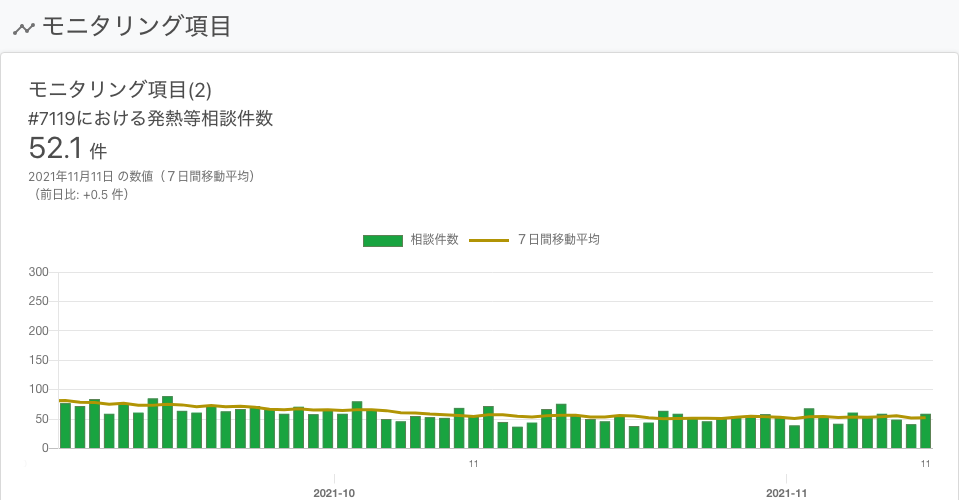 モニタリング項目
モニタリング項目(2)
#7119における発熱等相談件数
52.1 件
2021年11月11日 の数値（７日間移動平均）
（前日比: +0.5 件）
相談件数 ７日間移動平均
300
250
200
150
100
50
0
11 11
2021-10 2021-11